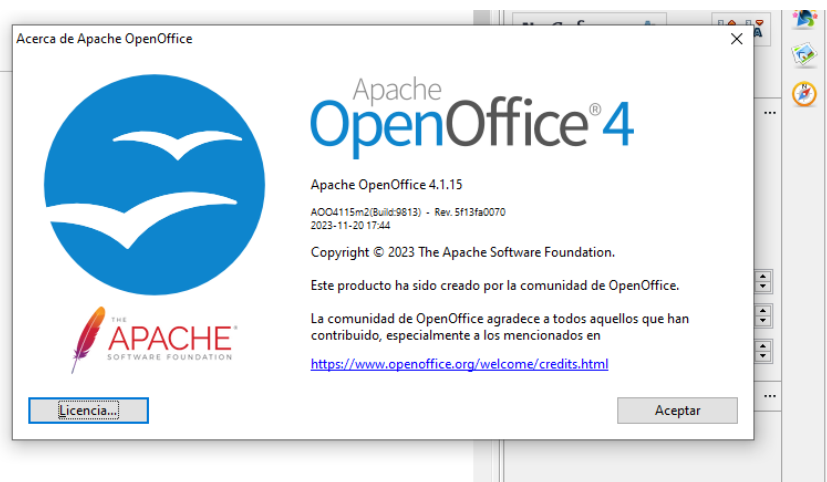 Acerca de Apache OpenOffice
Apache
OpenOffice® 4
Apache OpenOffice 4.1.15
AOO4115m2(Build:9813) - Rev. 5f13fa0070
2023-11-20 17:44
Copyright © 2023 The Apache Software Foundation.
Este producto ha sido creado por la comunidad de OpenOffice.
La comunidad de OpenOffice agradece a todos aquellos que han
contribuido, especialmente a los mencionados en
https://www.openoffice.org/welcome/credits.html
THE
APACHE®
SOFTWARE FOUNDATION
Licencia...
Aceptar